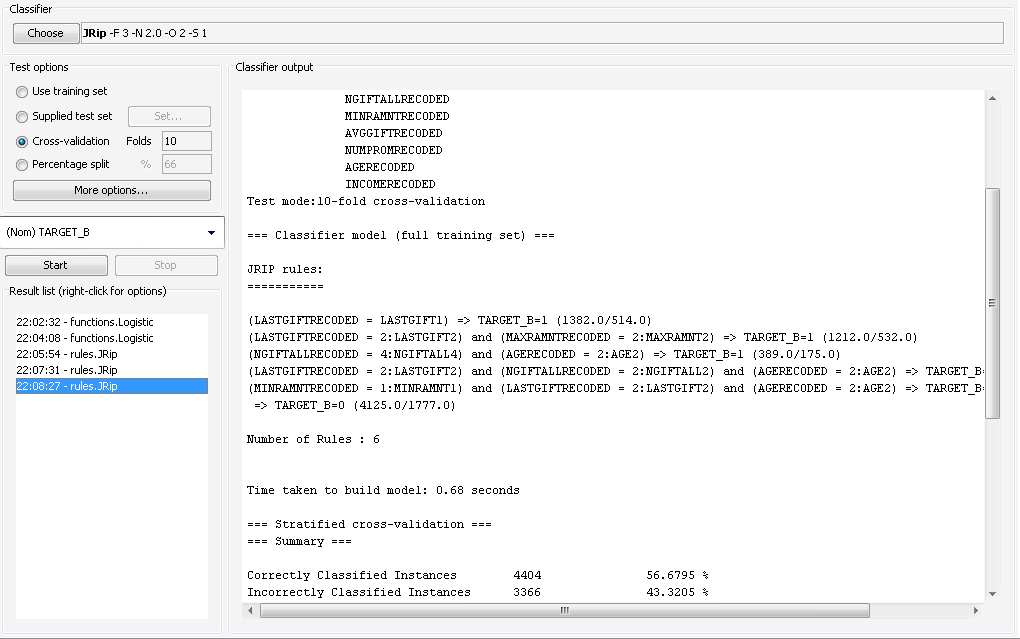 Classifier
Choose JRip -F 3 -N 2.0 -O 2 -S 1
Test options
Use training set
Supplied test set Set...
Cross-validation Folds 10
Percentage split % 66
More options...
(Nom) TARGET_B
Start Stop
Result list (right-click for options)
22:02:32 - functions.Logistic
22:04:08 - functions.Logistic
22:05:54 - rules.JRip
22:07:31 - rules.JRip
22:08:27 - rules.JRip
Classifier output
NGIFTALLRECODED
MINRAMNTRECODED
AVGGIFTRECODED
NUMPROMRECODED
AGERECODED
INCOMERECODED
Test mode:10-fold cross-validation
=== Classifier model (full training set) ===
JRIP rules:
===========
(LASTGIFTRECODED = LASTGIFT1) => TARGET_B=1 (1382.0/514.0)
(LASTGIFTRECODED = 2:LASTGIFT2) and (MAXRAMNTRECODED = 2:MAXRAMNT2) => TARGET_B=1 (1212.0/532.0)
(NGIFTALLRECODED = 4:NGIFTALL4) and (AGERECODED = 2:AGE2) => TARGET_B=1 (389.0/175.0)
(LASTGIFTRECODED = 2:LASTGIFT2) and (NGIFTALLRECODED = 2:NGIFTALL2) and (AGERECODED = 2:AGE2) => TARGET_B=
(MINRAMNTRECODED = 1:MINRAMNT1) and (LASTGIFTRECODED = 2:LASTGIFT2) and (AGERECODED = 2:AGE2) => TARGET_B=
=> TARGET_B=0 (4125.0/1777.0)
Number of Rules : 6
Time taken to build model: 0.68 seconds
=== Stratified cross-validation ===
=== Summary ===
Correctly Classified Instances 4404 56.6795 %
Incorrectly Classified Instances 3366 43.3205 %